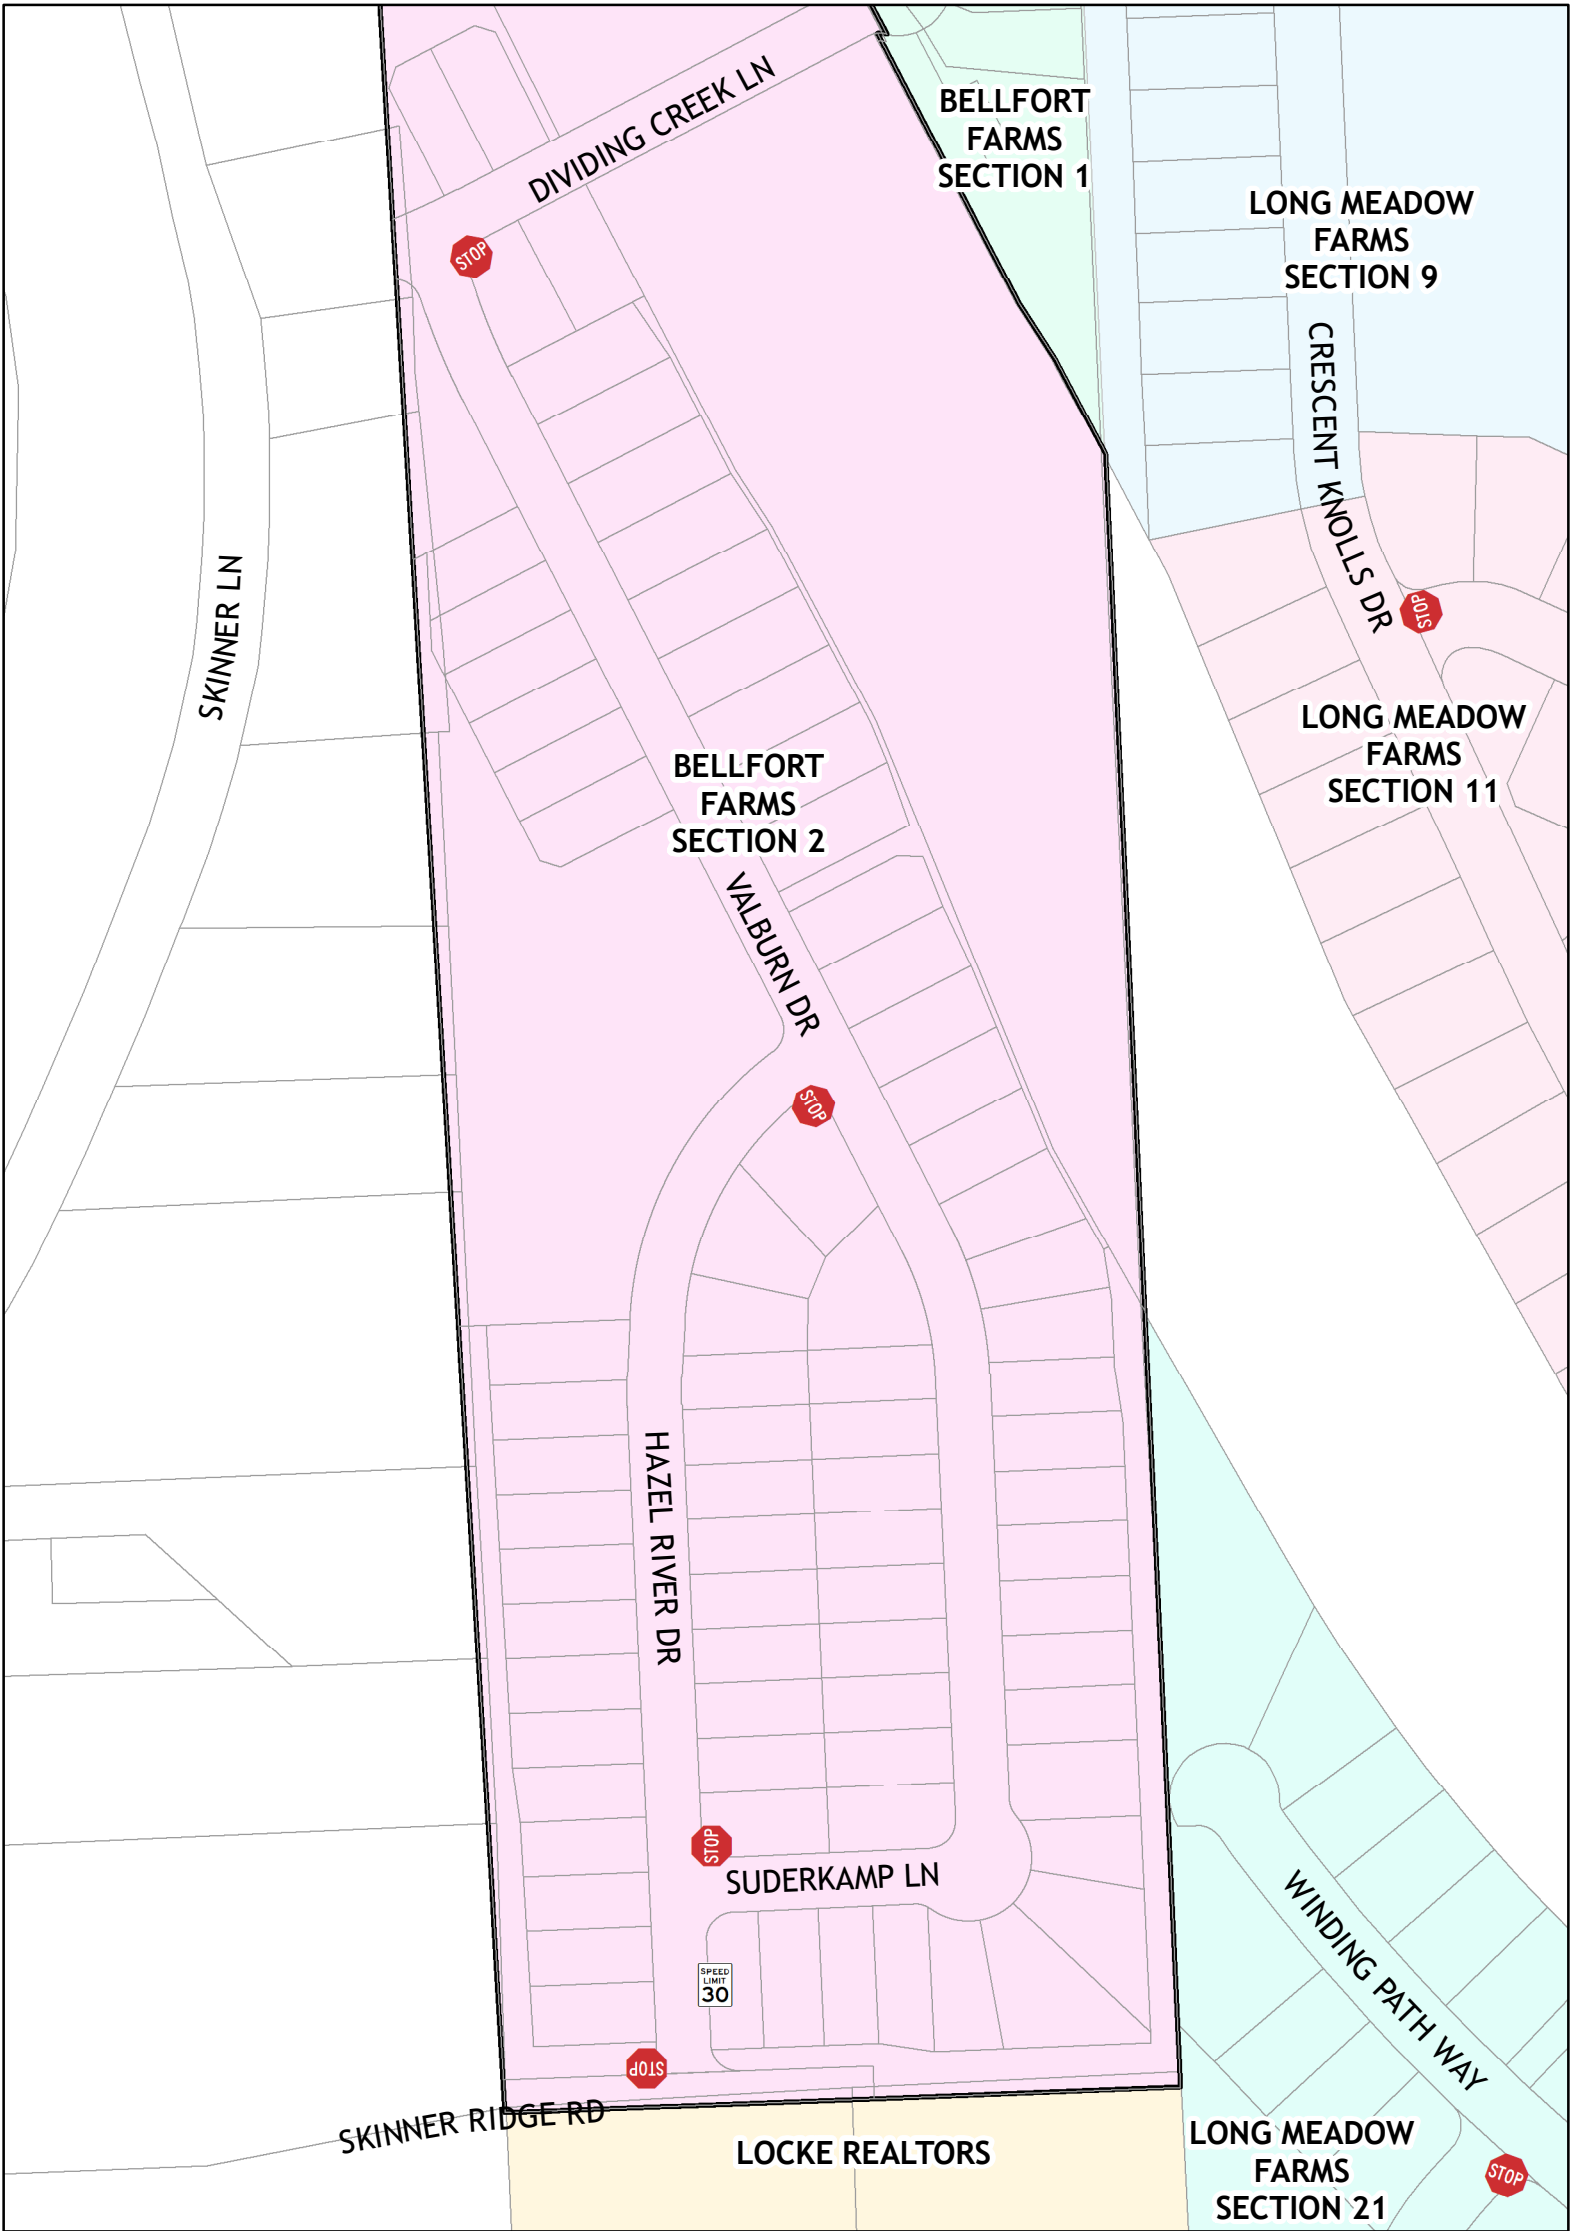 DIVIDING CREEK LN
BELLFORT
FARMS
SECTION 1
LONG MEADOW
FARMS
SECTION 9
STOP
CRESCENT KNOLLS DR
SKINNER LN
STOP
LONG MEADOW
FARMS
SECTION 11
BELLFORT
FARMS
SECTION 2
VALBURN DR
STOP
HAZEL RIVER DR
STOP
SUDERKAMP LN
WINDING PATH WAY
SPEED
LIMIT
30
STOP
SKINNER RIDGE RD
LOCKE REALTORS
LONG MEADOW
FARMS
SECTION 21
STOP